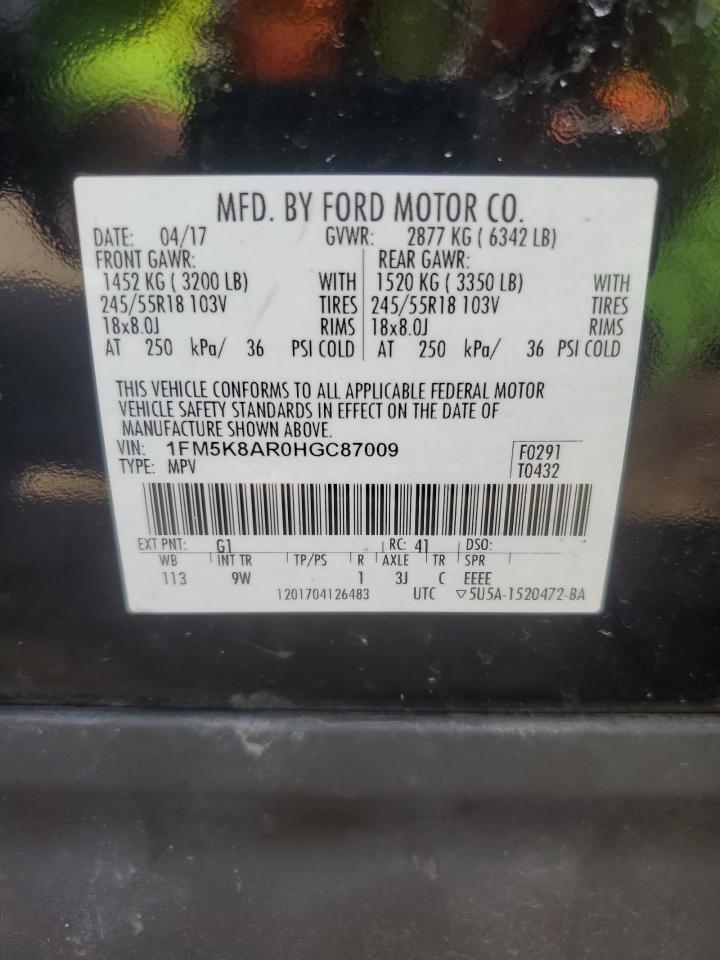 MFD. BY FORD MOTOR CO.
DATE: 04/17 GVWR: 2877 KG ( 6342 LB)
FRONT GAWR: REAR GAWR:
1452 KG ( 3200 LB) WITH 1520 KG ( 3350 LB) WITH
245/55R18 103V TIRES 245/55R18 103V TIRES
18x8.0J RIMS 18x8.0J RIMS
AT 250 kPa/ 36 PSI COLD AT 250 kPa/ 36 PSI COLD
THIS VEHICLE CONFORMS TO ALL APPLICABLE FEDERAL MOTOR
VEHICLE SAFETY STANDARDS IN EFFECT ON THE DATE OF
MANUFACTURE SHOWN ABOVE.
VIN: 1FM5K8AR0HGC87009 F0291
TYPE: MPV T0432
EXT PNT: G1 RC: 41 DSO:
WB INT TR TP/PS R AXLE TR SPR
113 9W 1 3J C EEEE
1201704126483 UTC ▽5U5A-1520472-BA